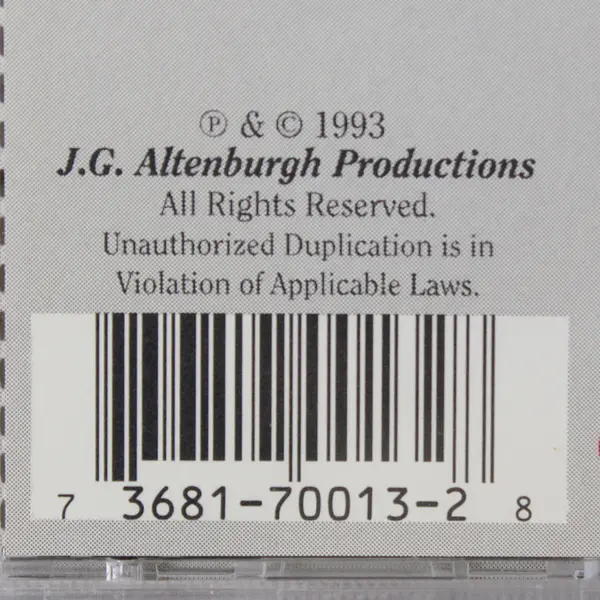 ℗ & © 1993
J.G. Altenburgh Productions
All Rights Reserved.
Unauthorized Duplication is in
Violation of Applicable Laws.
7 3681-70013-2 8